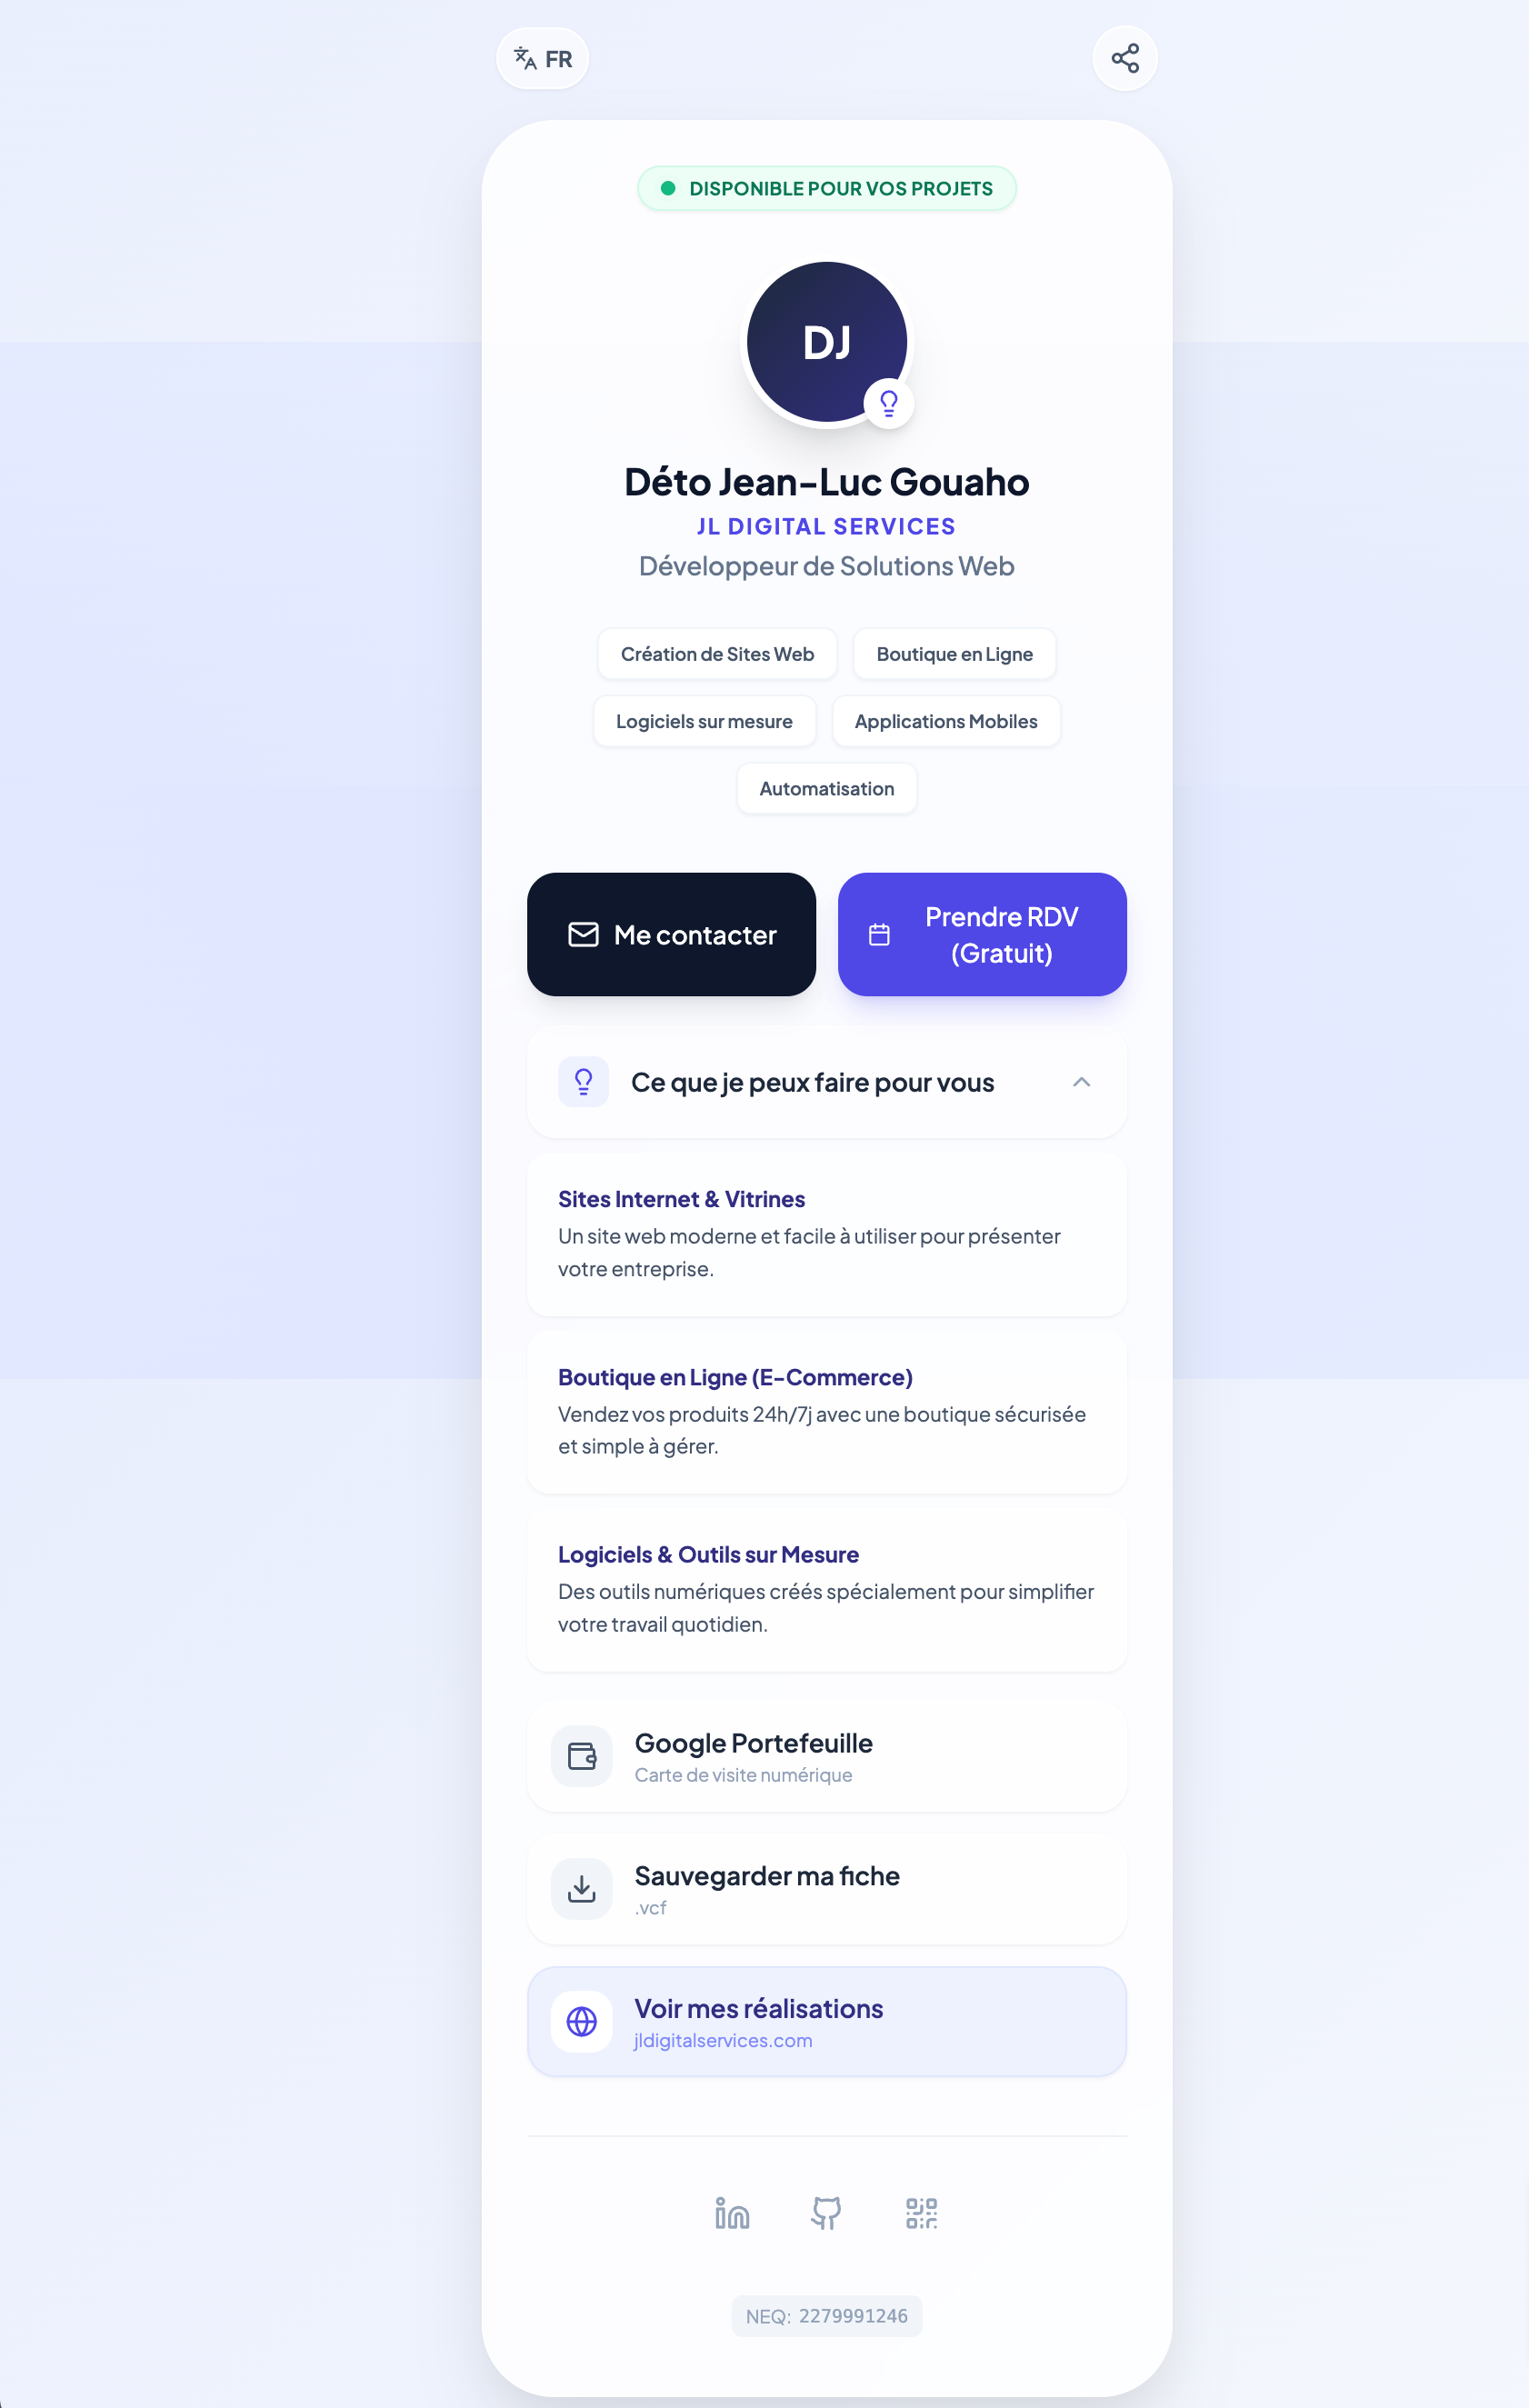 FR
DISPONIBLE POUR VOS PROJETS
DJ
Déto Jean-Luc Gouaho
JL DIGITAL SERVICES
Développeur de Solutions Web
Création de Sites Web
Boutique en Ligne
Logiciels sur mesure
Applications Mobiles
Automatisation
Me contacter
Prendre RDV
(Gratuit)
Ce que je peux faire pour vous
Sites Internet & Vitrines
Un site web moderne et facile à utiliser pour présenter
votre entreprise.
Boutique en Ligne (E-Commerce)
Vendez vos produits 24h/7j avec une boutique sécurisée
et simple à gérer.
Logiciels & Outils sur Mesure
Des outils numériques créés spécialement pour simplifier
votre travail quotidien.
Google Portefeuille
Carte de visite numérique
Sauvegarder ma fiche
.vcf
Voir mes réalisations
jldigitalservices.com
NEQ: 2279991246